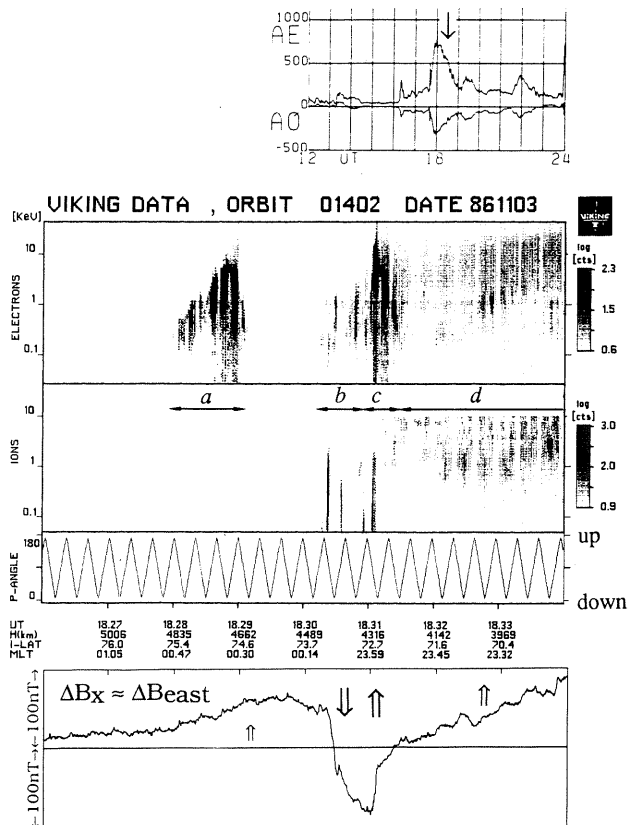 1000
AE
500
0
AO
-500
12 UT 18 24
VIKING DATA , ORBIT 01402 DATE 861103
VIKING
[KeV]
ELECTRONS
10
1
0.1
log
[cts]
2.3
1.5
0.6
a b c d
IONS
10
1
0.1
log
[cts]
3.0
2.0
0.9
P-ANGLE
180
0
up
down
UT 18.27 18.28 18.29 18.30 18.31 18.32 18.33
H(km) 5006 4835 4662 4489 4316 4142 3969
I-LAT 76.0 75.4 74.6 73.7 72.7 71.6 70.4
MLT 01.05 00.47 00.30 00.14 23.59 23.45 23.32
ΔBx ≈ ΔBeast
←100nT→←100nT→